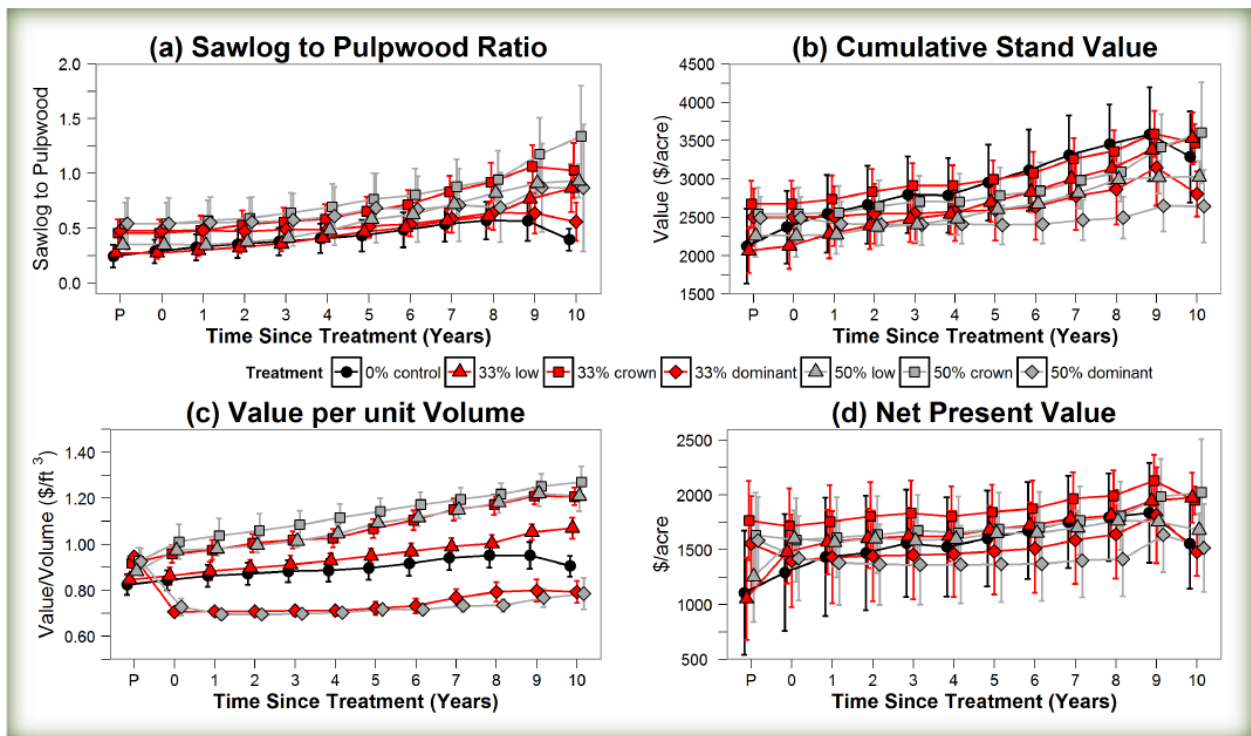 (a) Sawlog to Pulpwood Ratio
Sawlog to Pulpwood
2.0
1.5
1.0
0.5
0.0
P 0 1 2 3 4 5 6 7 8 9 10
Time Since Treatment (Years)
(b) Cumulative Stand Value
Value ($/acre)
4500
4000
3500
3000
2500
2000
1500
P 0 1 2 3 4 5 6 7 8 9 10
Time Since Treatment (Years)
Treatment 0% control 33% low 33% crown 33% dominant 50% low 50% crown 50% dominant
(c) Value per unit Volume
Value/Volume ($/ft ³)
1.40
1.20
1.00
0.80
0.60
P 0 1 2 3 4 5 6 7 8 9 10
Time Since Treatment (Years)
(d) Net Present Value
$/acre
2500
2000
1500
1000
500
P 0 1 2 3 4 5 6 7 8 9 10
Time Since Treatment (Years)